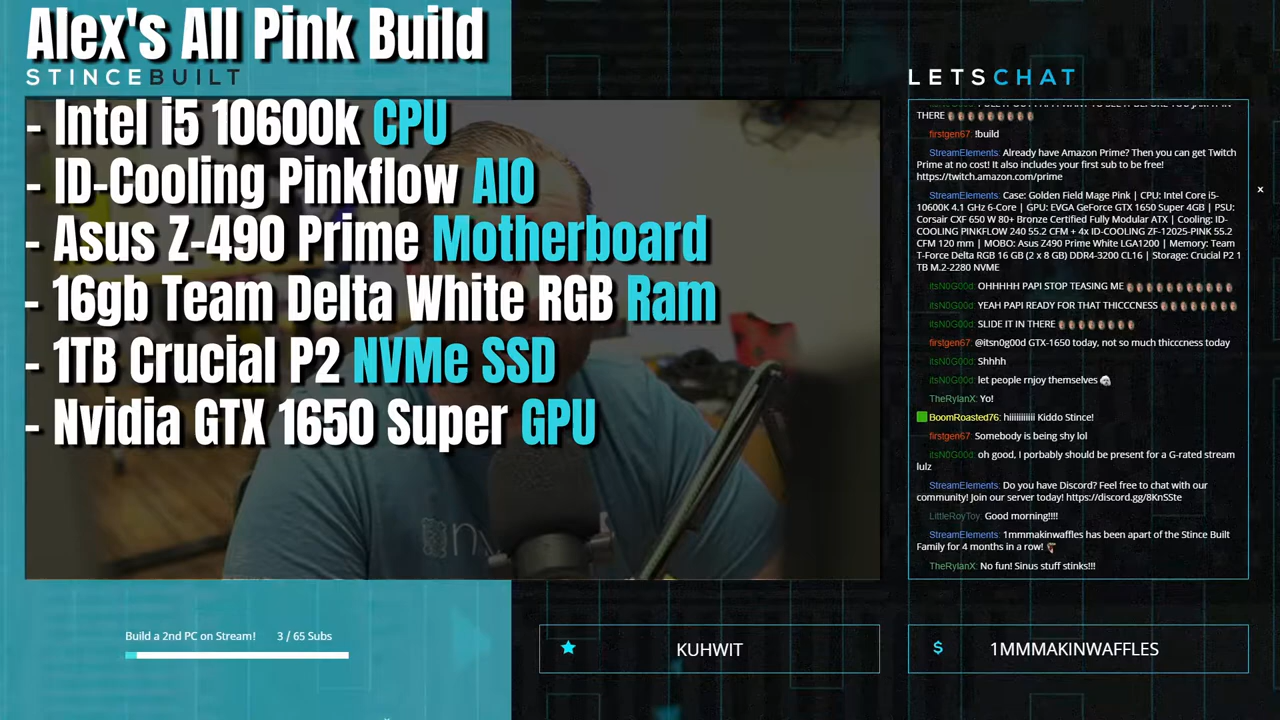 Alex's All Pink Build
STINCEBUILT
- Intel i5 10600k CPU
- ID-Cooling Pinkflow AIO
- Asus Z-490 Prime Motherboard
- 16gb Team Delta White RGB Ram
- 1TB Crucial P2 NVMe SSD
- Nvidia GTX 1650 Super GPU
Build a 2nd PC on Stream! 3 / 65 Subs
KUHWIT
LETSCHAT
THERE
firstgen67: !build
StreamElements: Already have Amazon Prime? Then you can get Twitch
Prime at no cost! It also includes your first sub to be free!
https://twitch.amazon.com/prime
StreamElements: Case: Golden Field Mage Pink | CPU: Intel Core i5-
10600K 4.1 GHz 6-Core | GPU: EVGA GeForce GTX 1650 Super 4GB | PSU:
Corsair CXF 650 W 80+ Bronze Certified Fully Modular ATX | Cooling: ID-
COOLING PINKFLOW 240 55.2 CFM + 4x ID-COOLING ZF-12025-PINK 55.2
CFM 120 mm | MOBO: Asus Z490 Prime White LGA1200 | Memory: Team
T-Force Delta RGB 16 GB (2 x 8 GB) DDR4-3200 CL16 | Storage: Crucial P2 1
TB M.2-2280 NVME
itsN0G00d: OHHHHH PAPI STOP TEASING ME
itsN0G00d: YEAH PAPI READY FOR THAT THICCCNESS
itsN0G00d: SLIDE IT IN THERE
firstgen67: @itsn0g00d GTX-1650 today, not so much thicccness today
itsN0G00d: Shhhh
itsN0G00d: let people rnjoy themselves
TheRylanX: Yo!
BoomRoasted76: hiiiiiiiiiii Kiddo Stince!
firstgen67: Somebody is being shy lol
itsN0G00d: oh good, I porbably should be present for a G-rated stream
lulz
StreamElements: Do you have Discord? Feel free to chat with our
community! Join our server today! https://discord.gg/8KnSSte
LittleRoyToy: Good morning!!!!
StreamElements: 1mmmakinwaffles has been apart of the Stince Built
Family for 4 months in a row!
TheRylanX: No fun! Sinus stuff stinks!!!
$ 1MMMAKINWAFFLES